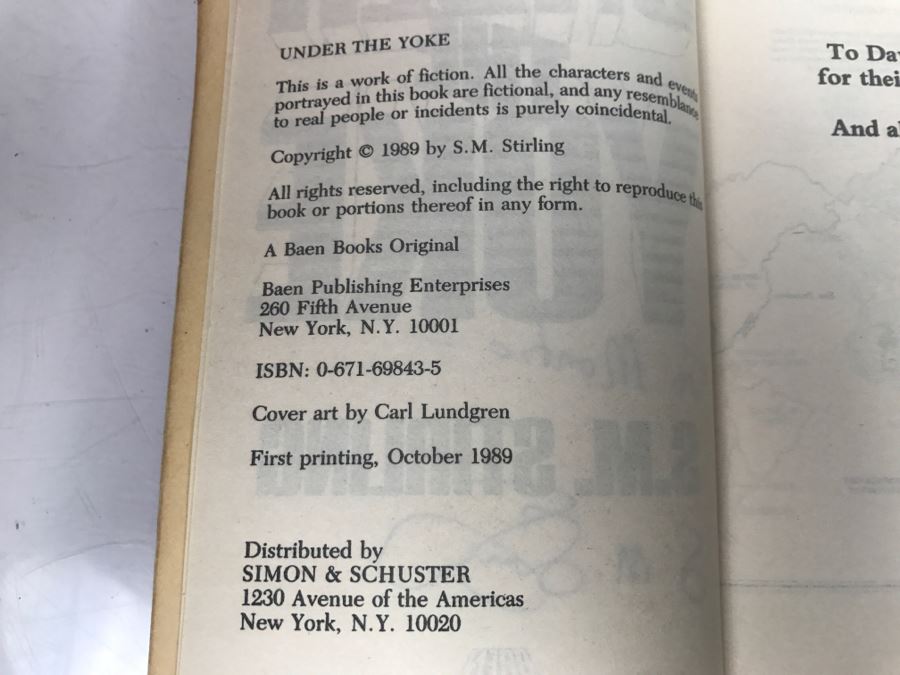 UNDER THE YOKE
This is a work of fiction. All the characters and events
portrayed in this book are fictional, and any resemblance
to real people or incidents is purely coincidental.
Copyright © 1989 by S.M. Stirling
All rights reserved, including the right to reproduce this
book or portions thereof in any form.
A Baen Books Original
Baen Publishing Enterprises
260 Fifth Avenue
New York, N.Y. 10001
ISBN: 0-671-69843-5
Cover art by Carl Lundgren
First printing, October 1989
Distributed by
SIMON & SCHUSTER
1230 Avenue of the Americas
New York, N.Y. 10020
To
for
And